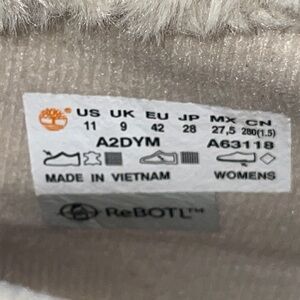 US UK EU JP MX CN
11 9 42 28 27,5 280(1.5)
A2DYM A63118
MADE IN VIETNAM WOMENS
ReBOTL™